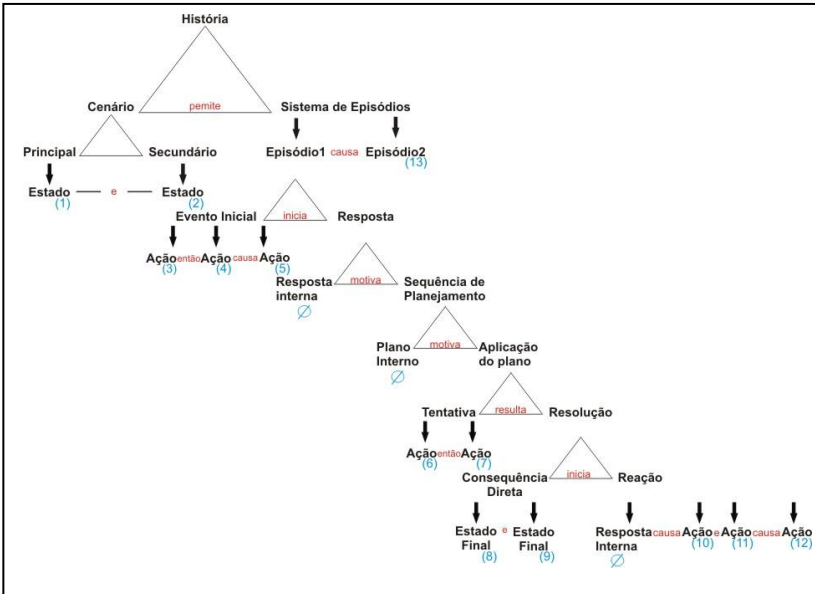 História
Cenário pemite Sistema de Episódios
Principal Secundário Episódio1 causa Episódio2
(13)
Estado e Estado
(1) (2)
Evento Inicial inicia Resposta
Ação então Ação causa Ação
(3) (4) (5)
Resposta motiva Sequência de
interna Planejamento
∅
Plano motiva Aplicação
Interno do plano
∅
Tentativa resulta Resolução
Ação então Ação
(6) (7)
Consequência inicia Reação
Direta
Estado e Estado Resposta causa Ação e Ação causa Ação
Final Final Interna (10) (11) (12)
(8) (9) ∅